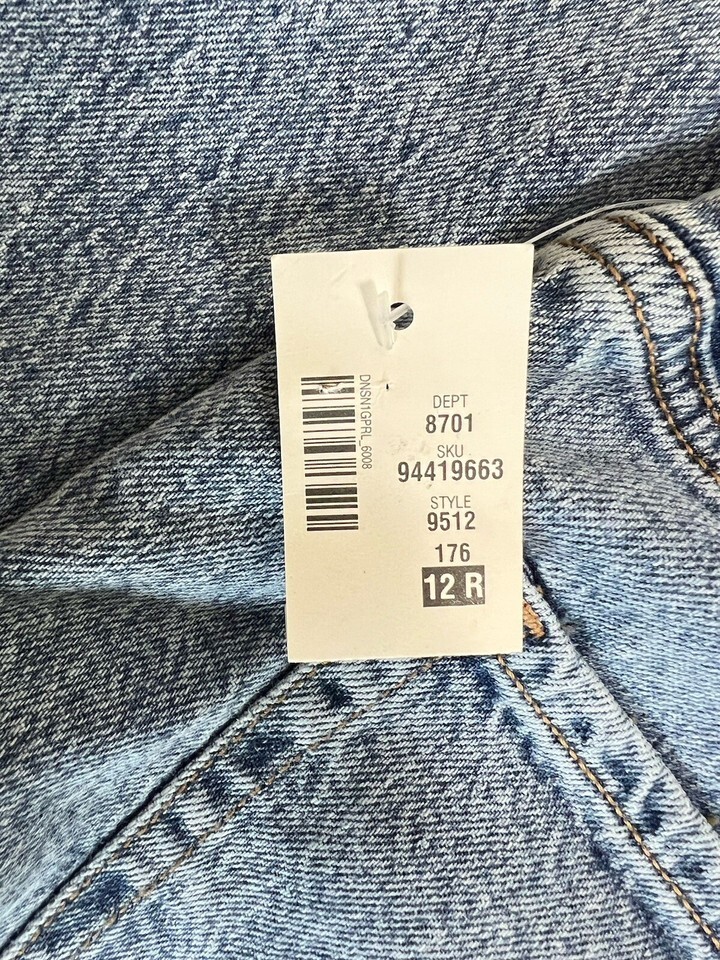 DNSN1GPRL_6008
DEPT
8701
SKU
94419663
STYLE
9512
176
12 R